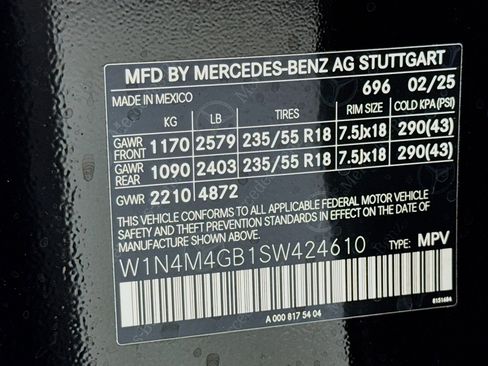 MFD BY MERCEDES-BENZ AG STUTTGART
696 02/25
MADE IN MEXICO
KG LB TIRES RIM SIZE COLD KPA(PSI)
GAWR FRONT 1170 2579 235/55 R18 7.5Jx18 290(43)
GAWR REAR 1090 2403 235/55 R18 7.5Jx18 290(43)
GVWR 2210 4872
THIS VEHICLE CONFORMS TO ALL APPLICABLE FEDERAL MOTOR VEHICLE
SAFETY AND THEFT PREVENTION STANDARDS IN EFFECT ON THE DATE OF
MANUFACTURE SHOWN ABOVE.
W1N4M4GB1SW424610 TYPE: MPV
A 000 817 54 04